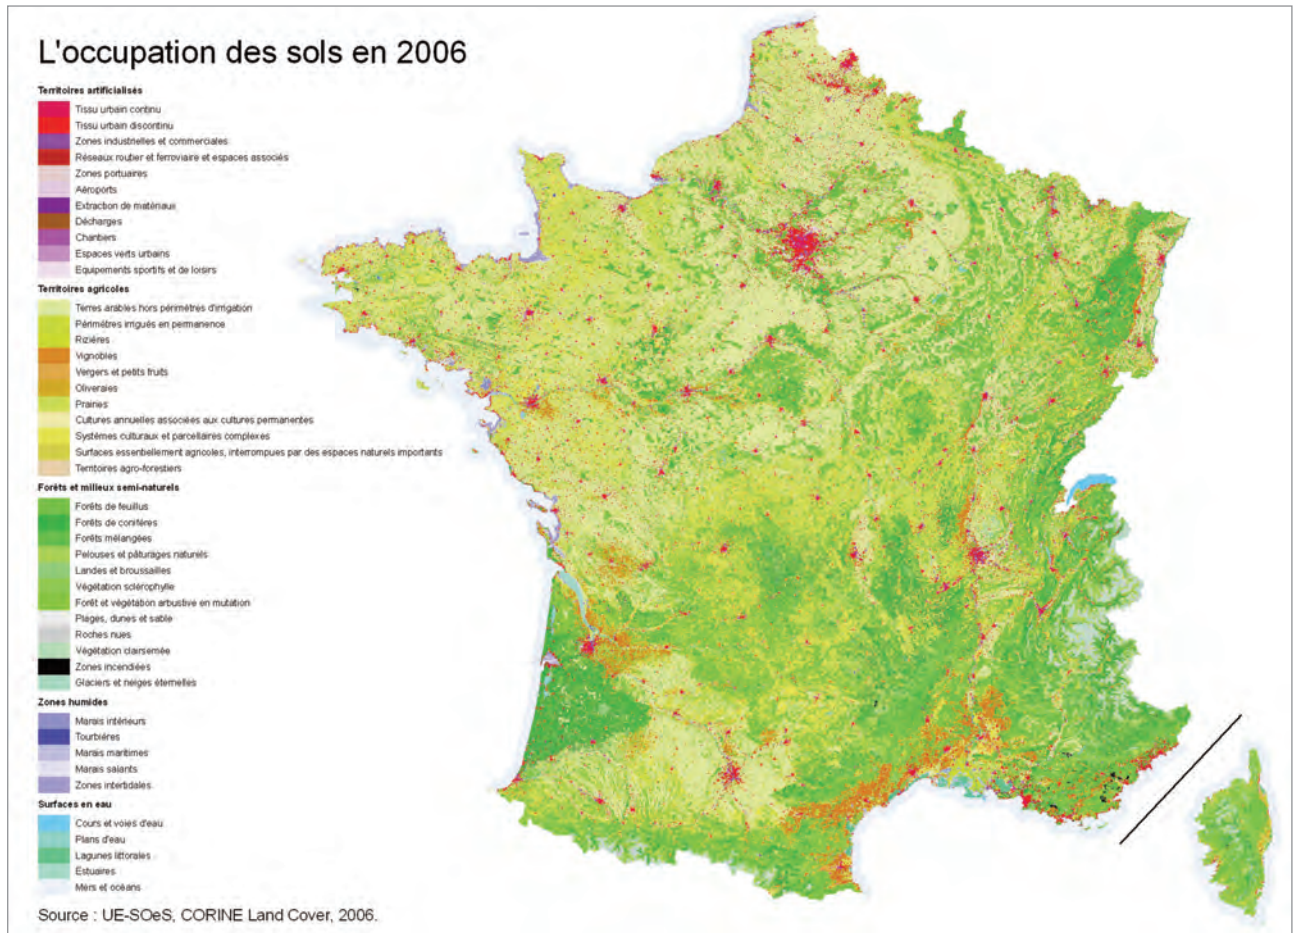 L'occupation des sols en 2006
Territoires artificialisés
Tissu urbain continu
Tissu urbain discontinu
Zones industrielles et commerciales
Réseaux routier et ferroviaire et espaces associés
Zones portuaires
Aéroports
Extraction de matériaux
Décharges
Chantiers
Espaces verts urbains
Equipements sportifs et de loisirs
Territoires agricoles
Terres arables hors périmètres d'irrigation
Périmètres irrigués en permanence
Rizières
Vignobles
Vergers et petits fruits
Oliveraies
Prairies
Cultures annuelles associées aux cultures permanentes
Systèmes culturaux et parcellaires complexes
Surfaces essentiellement agricoles, interrompues par des espaces naturels importants
Territoires agro-forestiers
Forêts et milieux semi-naturels
Forêts de feuillus
Forêts de conifères
Forêts mélangées
Pelouses et pâturages naturels
Landes et broussailles
Végétation sclérophylle
Forêt et végétation arbustive en mutation
Plages, dunes et sable
Roches nues
Végétation clairsemée
Zones incendiées
Glaciers et neiges éternelles
Zones humides
Marais intérieurs
Tourbières
Marais maritimes
Marais salants
Zones intertidales
Surfaces en eau
Cours et voies d'eau
Plans d'eau
Lagunes littorales
Estuaires
Mers et océans
Source : UE-SOeS, CORINE Land Cover, 2006.